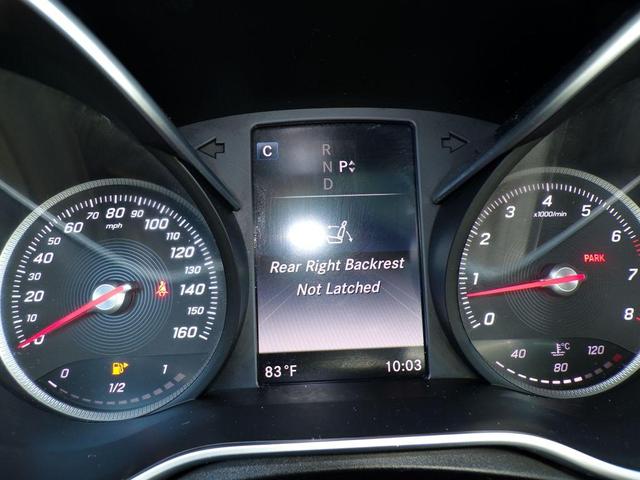 C
R
N P
D
Rear Right Backrest
Not Latched
83°F 10:03
0
10
20
30
40
50
60
70
80
90
100
110
120
130
140
150
160
mph
0 1/2 1
0
1
2
3
4
5
6
7
8
x1000/min
PARK
°C
40 80 120